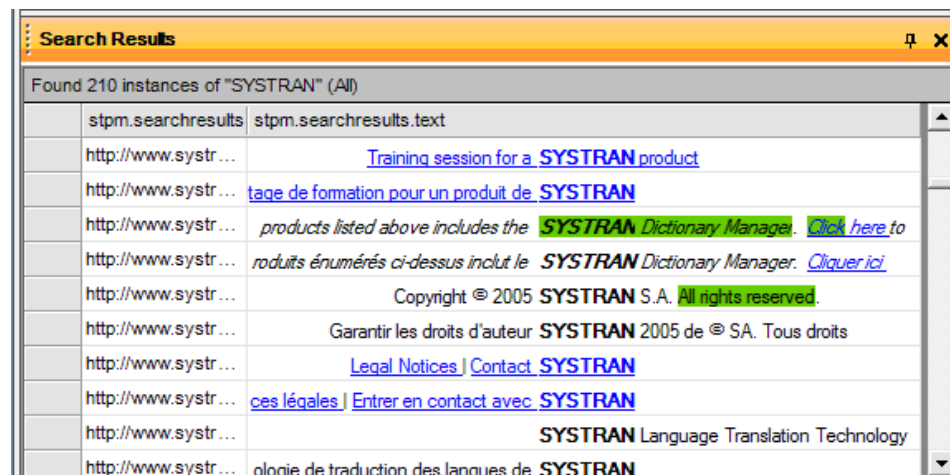 Search Results
Found 210 instances of "SYSTRAN" (All)
stpm.searchresults stpm.searchresults.text
http://www.systr... Training session for a SYSTRAN product
http://www.systr... tage de formation pour un produit de SYSTRAN
http://www.systr... products listed above includes the SYSTRAN Dictionary Manager. Click here to
http://www.systr... roduits énumérés ci-dessus inclut le SYSTRAN Dictionary Manager. Cliquer ici
http://www.systr... Copyright © 2005 SYSTRAN S.A. All rights reserved.
http://www.systr... Garantir les droits d'auteur SYSTRAN 2005 de © SA. Tous droits
http://www.systr... Legal Notices | Contact SYSTRAN
http://www.systr... ces légales | Entrer en contact avec SYSTRAN
http://www.systr... SYSTRAN Language Translation Technology
http://www.systr... ologie de traduction des langues de SYSTRAN